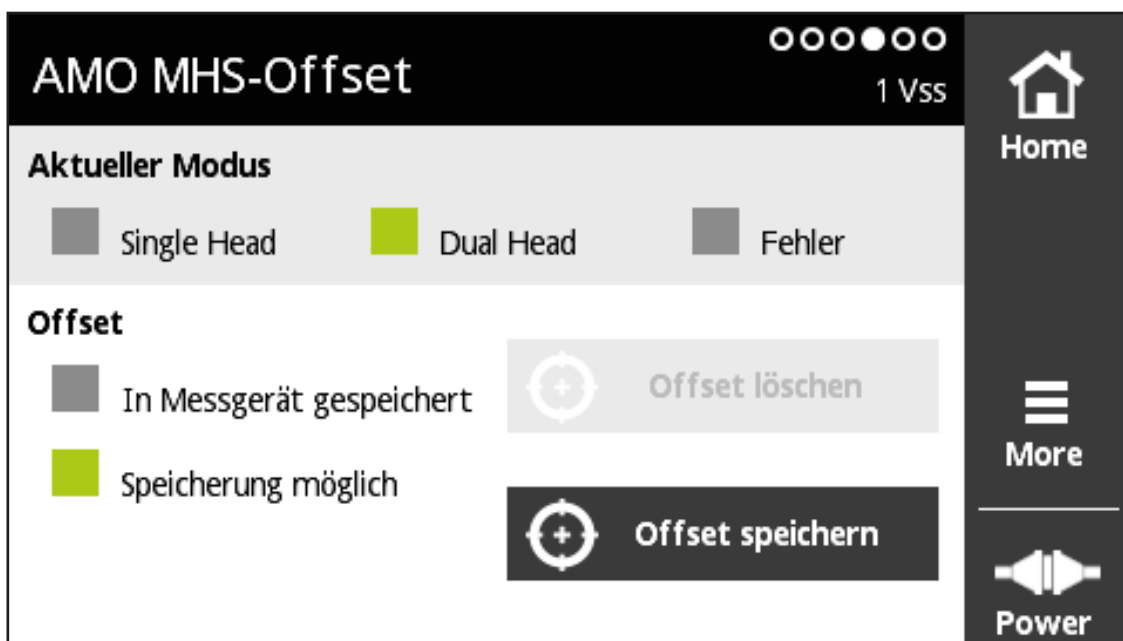 AMO MHS-Offset
1 Vss
Aktueller Modus
Single Head
Dual Head
Fehler
Offset
In Messgerät gespeichert
Offset löschen
Speicherung möglich
Offset speichern
Home
More
Power